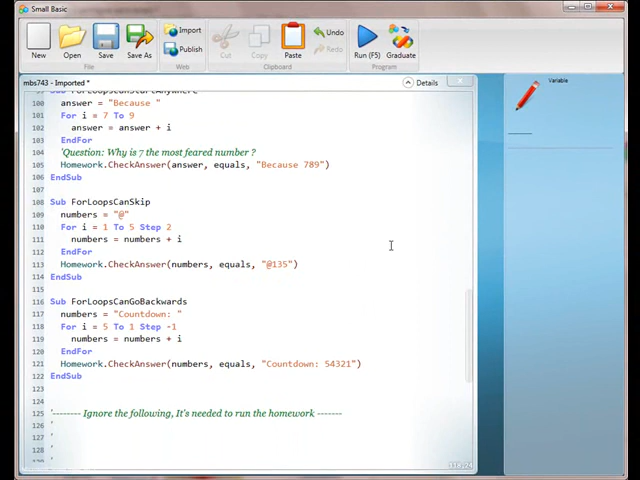 Small Basic
New
Open
Save
Save As
Import
Publish
Cut
Copy
Paste
Undo
Redo
Run (F5)
Graduate
File
Web
Clipboard
Program
mbs743 - Imported *
Details
Variable
99 Sub ForLoopsCanStartAnywhere
100 answer = "Because "
101 For i = 7 To 9
102 answer = answer + i
103 EndFor
104 'Question: Why is 7 the most feared number ?
105 Homework.CheckAnswer(answer, equals, "Because 789")
106 EndSub
107
108 Sub ForLoopsCanSkip
109 numbers = "@"
110 For i = 1 To 5 Step 2
111 numbers = numbers + i
112 EndFor
113 Homework.CheckAnswer(numbers, equals, "@135")
114 EndSub
115
116 Sub ForLoopsCanGoBackwards
117 numbers = "Countdown: "
118 For i = 5 To 1 Step -1
119 numbers = numbers + i
120 EndFor
121 Homework.CheckAnswer(numbers, equals, "Countdown: 54321")
122 EndSub
123
124
125 '-------- Ignore the following, It's needed to run the homework -------
126 '
127 '
128 '
129 '